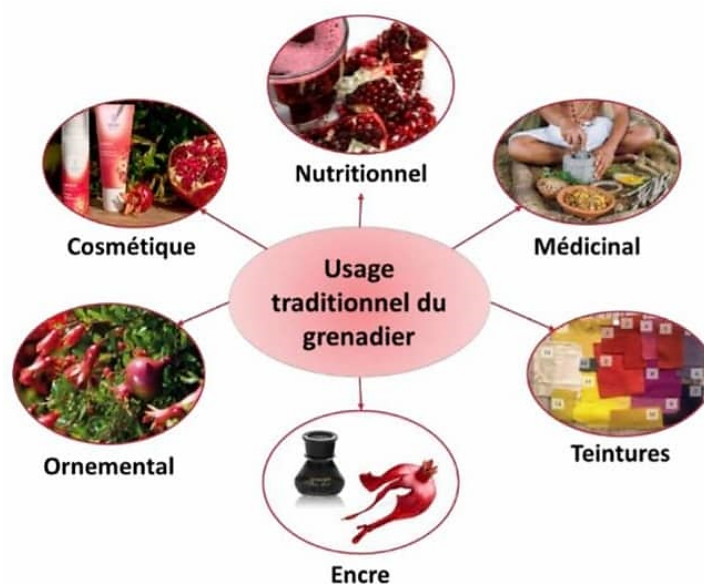 Nutritionnel
Cosmétique
Médicinal
Usage
traditionnel du
grenadier
Ornemental
Teintures
Encre